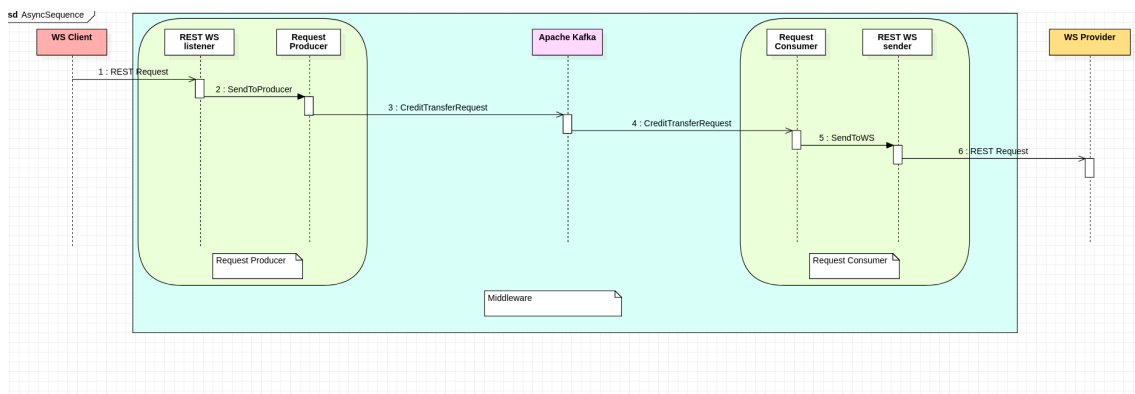 sd AsyncSequence
WS Client
REST WS
listener
Request
Producer
Apache Kafka
Request
Consumer
REST WS
sender
WS Provider
1 : REST Request
2 : SendToProducer
3 : CreditTransferRequest
4 : CreditTransferRequest
5 : SendToWS
6 : REST Request
Request Producer
Request Consumer
Middleware